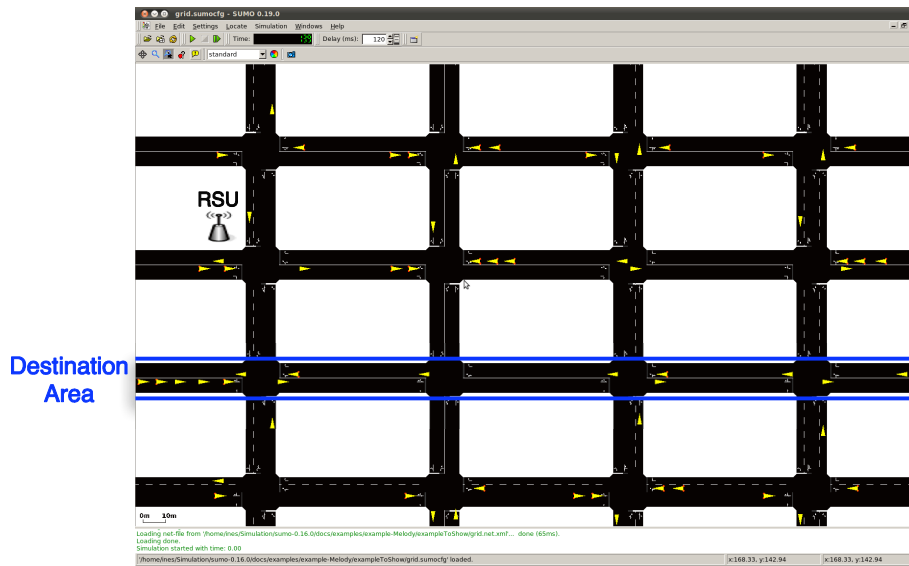 grid.sumocfg - SUMO 0.19.0
File Edit Settings Locate Simulation Windows Help
Time: Delay (ms): 120
standard
RSU
Destination
Area
0m 10m
Loading net-file from '/home/ines/Simulation/sumo-0.16.0/docs/examples/example-Melody/exampleToShow/grid.net.xml'... done (65ms).
Loading done.
Simulation started with time: 0.00
'/home/ines/Simulation/sumo-0.16.0/docs/examples/example-Melody/exampleToShow/grid.sumocfg' loaded. x:168.33, y:142.94 x:168.33, y:142.94